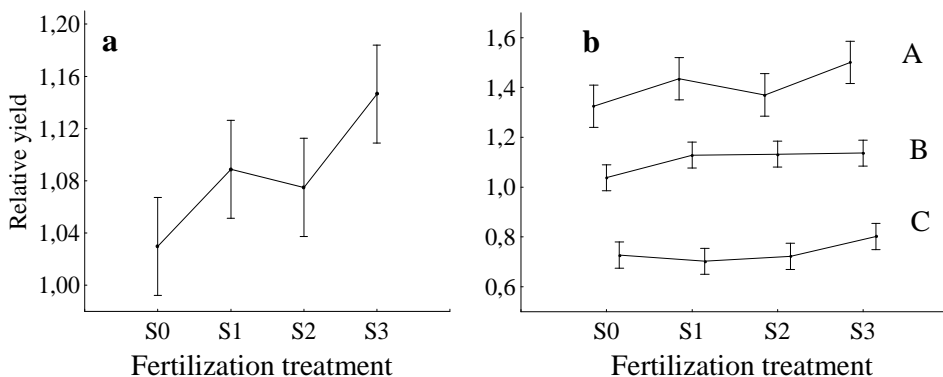 a
Relative yield
1,20
1,16
1,12
1,08
1,04
1,00
S0 S1 S2 S3
Fertilization treatment
b
1,6
1,4
1,2
1,0
0,8
0,6
A
B
C
S0 S1 S2 S3
Fertilization treatment